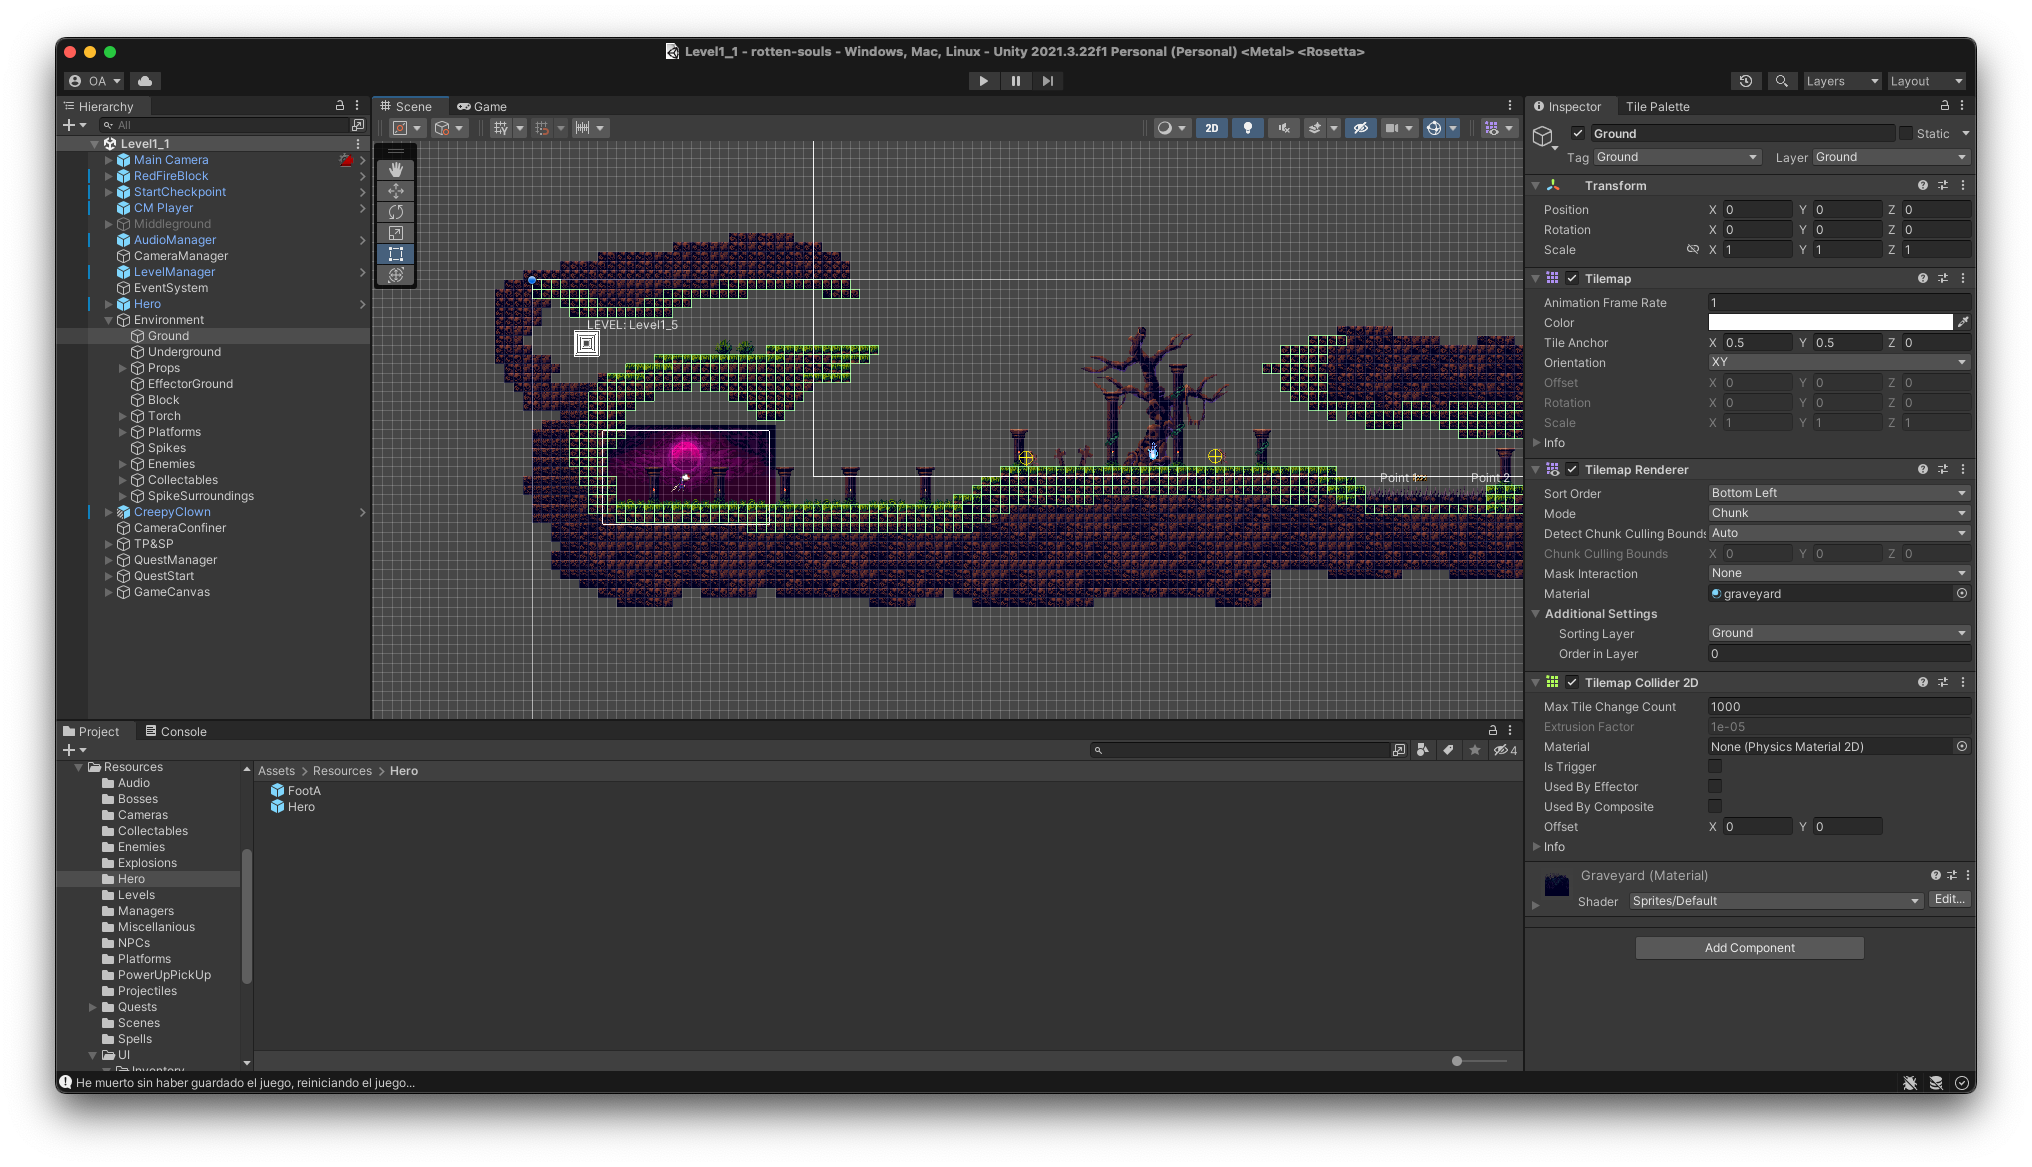 Level1_1 - rotten-souls - Windows, Mac, Linux - Unity 2021.3.22f1 Personal (Personal) <Metal> <Rosetta>
OA
Layers
Layout
Hierarchy
All
Level1_1
Main Camera
RedFireBlock
StartCheckpoint
CM Player
Middleground
AudioManager
CameraManager
LevelManager
EventSystem
Hero
Environment
Ground
Underground
Props
EffectorGround
Block
Torch
Platforms
Spikes
Enemies
Collectables
SpikeSurroundings
CreepyClown
CameraConfiner
TP&SP
QuestManager
QuestStart
GameCanvas
Scene
Game
2D
LEVEL: Level1_5
Point 1
Point 2
Inspector
Tile Palette
Ground
Static
Tag Ground
Layer Ground
Transform
Position X 0 Y 0 Z 0
Rotation X 0 Y 0 Z 0
Scale X 1 Y 1 Z 1
Tilemap
Animation Frame Rate 1
Color
Tile Anchor X 0.5 Y 0.5 Z 0
Orientation XY
Offset X 0 Y 0 Z 0
Rotation X 0 Y 0 Z 0
Scale X 1 Y 1 Z 1
Info
Tilemap Renderer
Sort Order Bottom Left
Mode Chunk
Detect Chunk Culling Bounds Auto
Chunk Culling Bounds X 0 Y 0 Z 0
Mask Interaction None
Material graveyard
Additional Settings
Sorting Layer Ground
Order in Layer 0
Tilemap Collider 2D
Max Tile Change Count 1000
Extrusion Factor 1e-05
Material None (Physics Material 2D)
Is Trigger
Used By Effector
Used By Composite
Offset X 0 Y 0
Info
Graveyard (Material)
Shader Sprites/Default
Edit...
Add Component
Project
Console
4
Resources
Audio
Bosses
Cameras
Collectables
Enemies
Explosions
Hero
Levels
Managers
Miscellanious
NPCs
Platforms
PowerUpPickUp
Projectiles
Quests
Scenes
Spells
UI
Inventory
Assets > Resources > Hero
FootA
Hero
He muerto sin haber guardado el juego, reiniciando el juego...